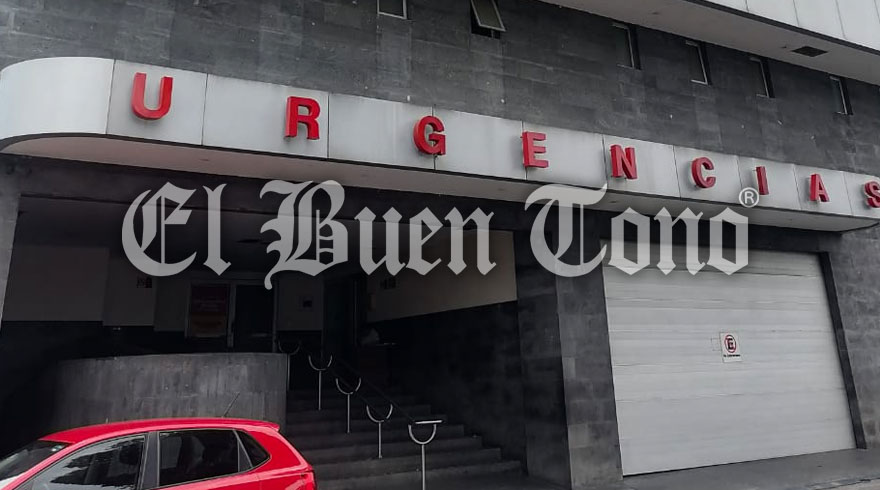 URGENCIAS
El Buen Tono®
E